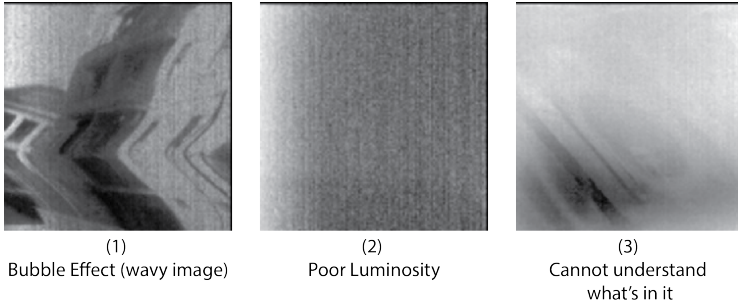 (1)
Bubble Effect (wavy image)
(2)
Poor Luminosity
(3)
Cannot understand
what's in it